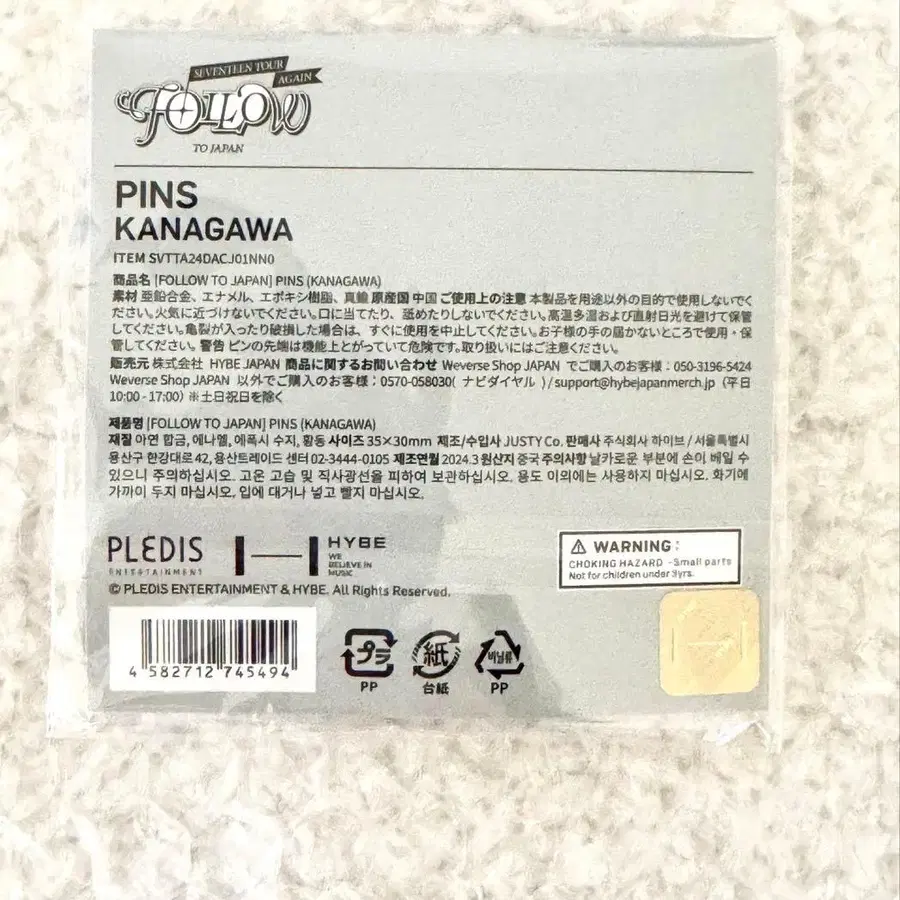 SEVENTEEN TOUR
AGAIN
FOLLOW
TO JAPAN
PINS
KANAGAWA
ITEM SVTTA24DACJ01NN0
商品名 [FOLLOW TO JAPAN] PINS (KANAGAWA)
素材 亜鉛合金、エナメル、エポキシ樹脂、真鍮 原産国 中国 ご使用上の注意 本製品を用途以外の目的で使用しないでく
ださい。火気に近づけないでください。口に当てたり、舐めたりしないでください。高温多湿および直射日光を避けて保管
してください。亀裂が入ったり破損した場合は、すぐに使用を中止してください。お子様の手の届かないところで使用・保
管してください。警告 ピンの先端は機能上とがっていて危険です。取り扱いにはご注意ください。
販売元 株式会社 HYBE JAPAN 商品に関するお問い合わせ Weverse Shop JAPAN でご購入のお客様：050-3196-5424
Weverse Shop JAPAN 以外でご購入のお客様：0570-058030( ナビダイヤル )/support@hybejapanmerch.jp (平日
10:00 - 17:00) ※土日祝日を除く
제품명 [FOLLOW TO JAPAN] PINS (KANAGAWA)
재질 아연 합금, 에나멜, 에폭시 수지, 황동 사이즈 35×30mm 제조/수입사 JUSTY Co. 판매사 주식회사 하이브 / 서울특별시
용산구 한강대로 42, 용산트레이드 센터 02-3444-0105 제조연월 2024.3 원산지 중국 주의사항 날카로운 부분에 손이 베일 수
있으니 주의하십시오. 고온 고습 및 직사광선을 피하여 보관하십시오. 용도 이외에는 사용하지 마십시오. 화기에
가까이 두지 마십시오. 입에 대거나 넣고 빨지 마십시오.
PLEDIS
ENTERTAINMENT
HYBE
WE
BELIEVE IN
MUSIC
© PLEDIS ENTERTAINMENT & HYBE. All Rights Reserved.
WARNING:
CHOKING HAZARD -Small parts
Not for children under 3yrs.
4 582712 745494
プラ
PP
紙
台紙
비닐류
PP